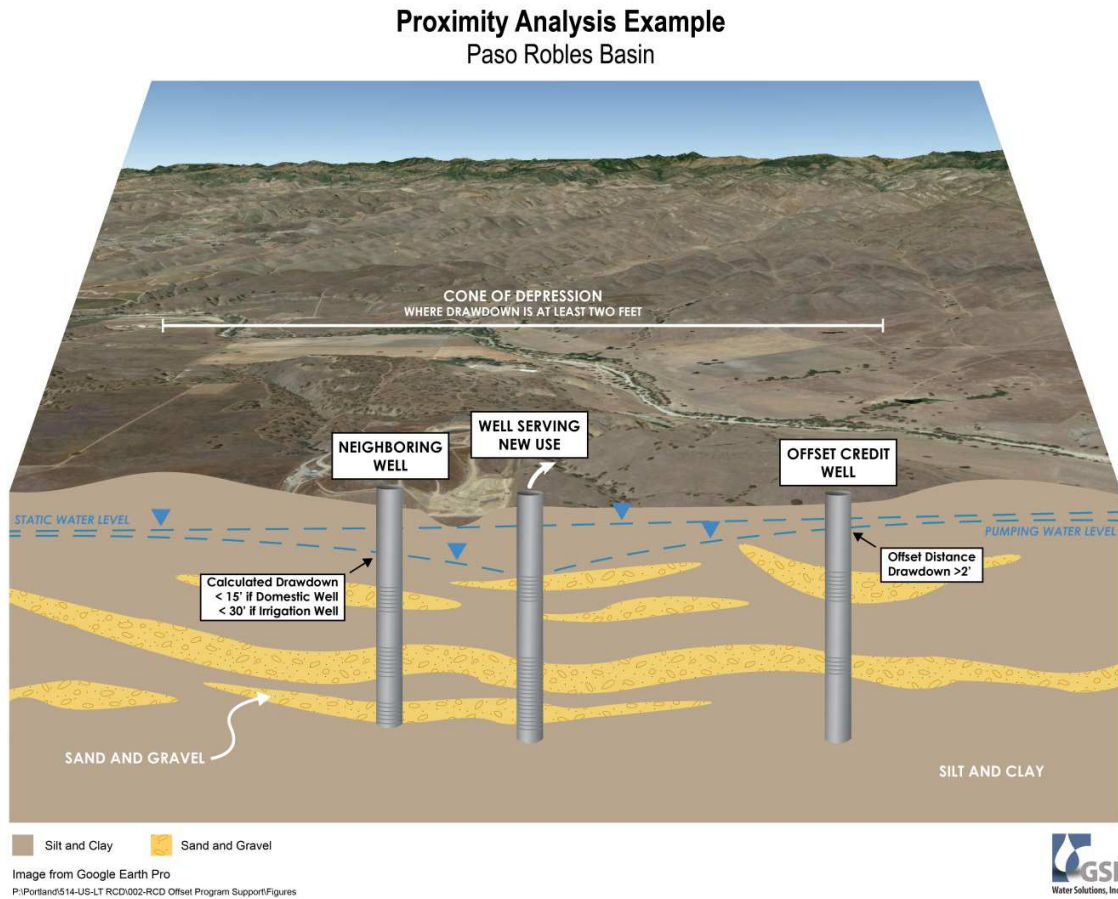 Proximity Analysis Example
Paso Robles Basin
CONE OF DEPRESSION
WHERE DRAWDOWN IS AT LEAST TWO FEET
NEIGHBORING
WELL
WELL SERVING
NEW USE
OFFSET CREDIT
WELL
STATIC WATER LEVEL
PUMPING WATER LEVEL
Calculated Drawdown
< 15' if Domestic Well
< 30' if Irrigation Well
Offset Distance
Drawdown >2'
SAND AND GRAVEL
SILT AND CLAY
Silt and Clay
Sand and Gravel
Image from Google Earth Pro
P:\Portland\514-US-LT RCD\002-RCD Offset Program Support\Figures
GSI
Water Solutions, Inc.